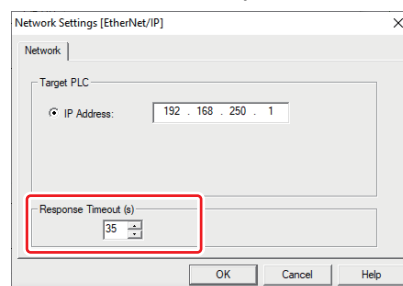 Network Settings [EtherNet/IP]
Network
Target PLC
IP Address: 192 . 168 . 250 . 1
Response Timeout (s)
35
OK Cancel Help